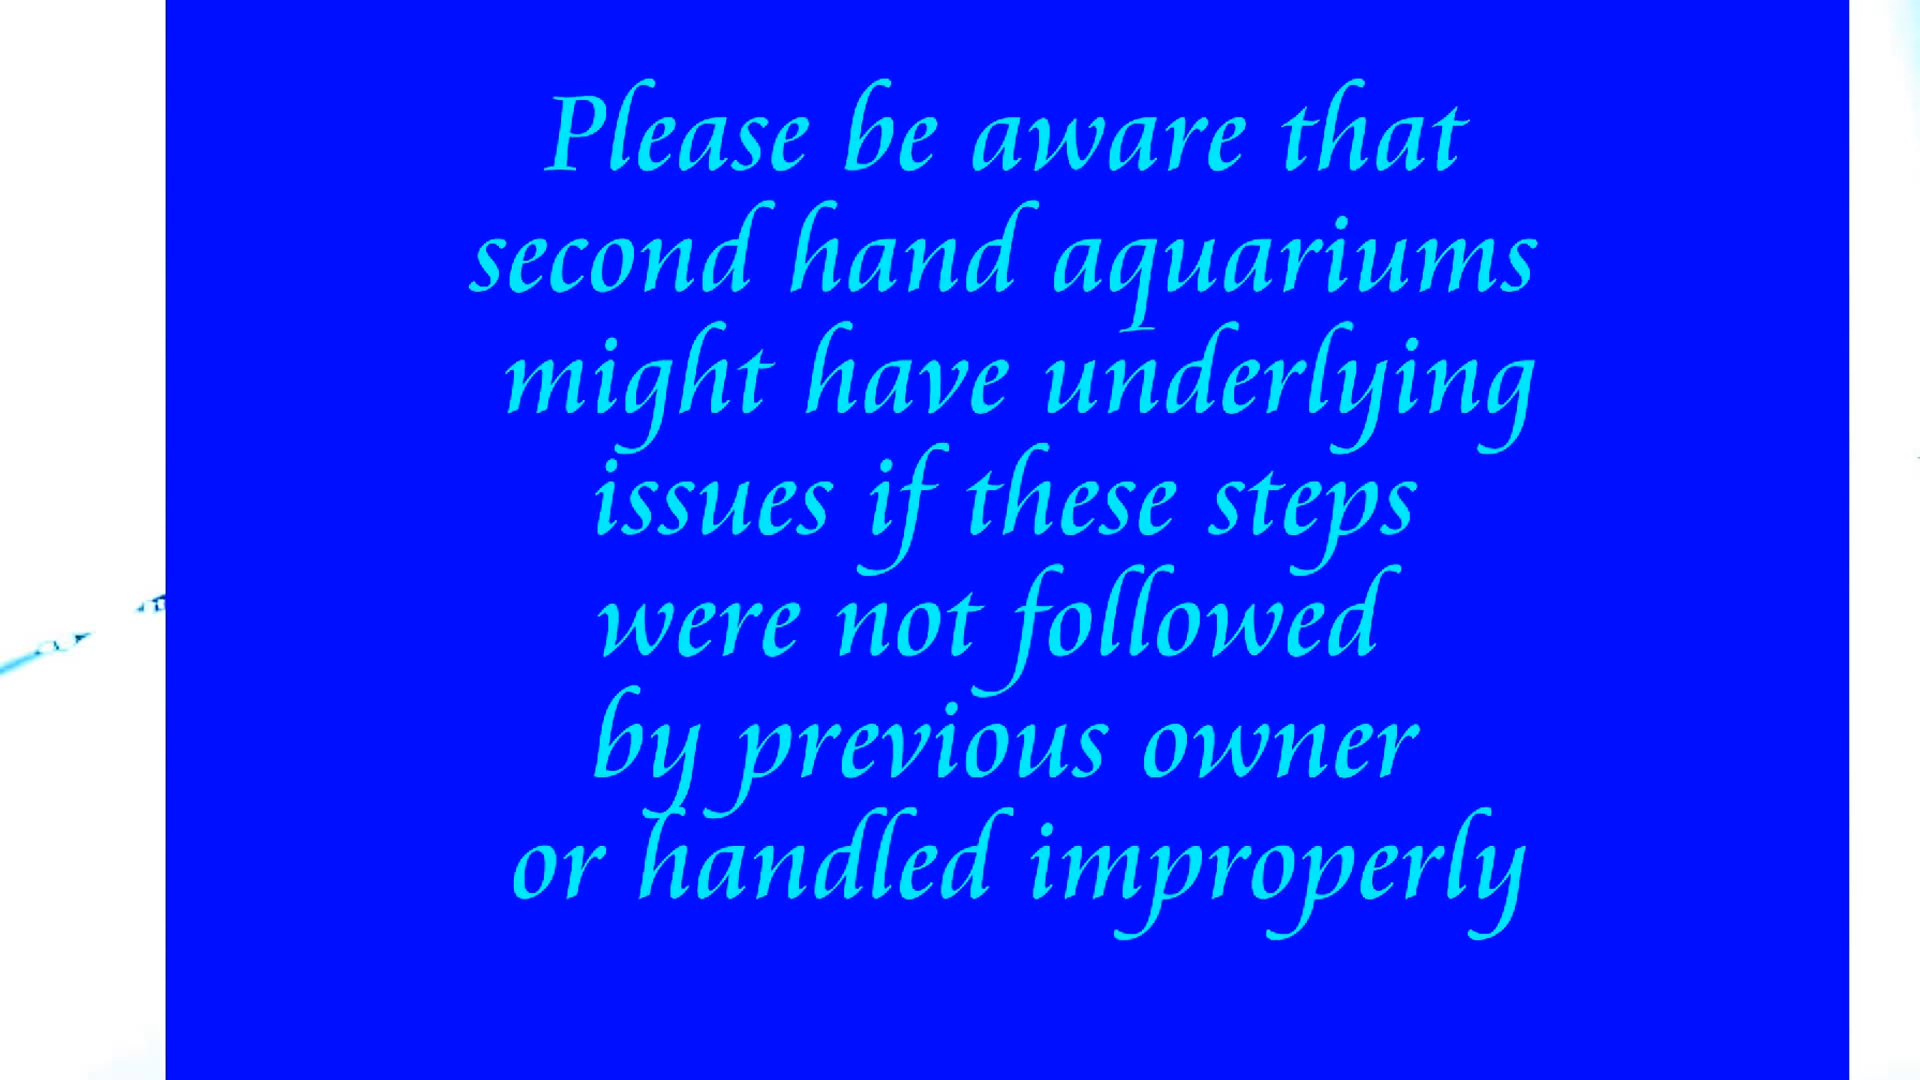 Please be aware that
second hand aquariums
might have underlying
issues if these steps
were not followed
by previous owner
or handled improperly